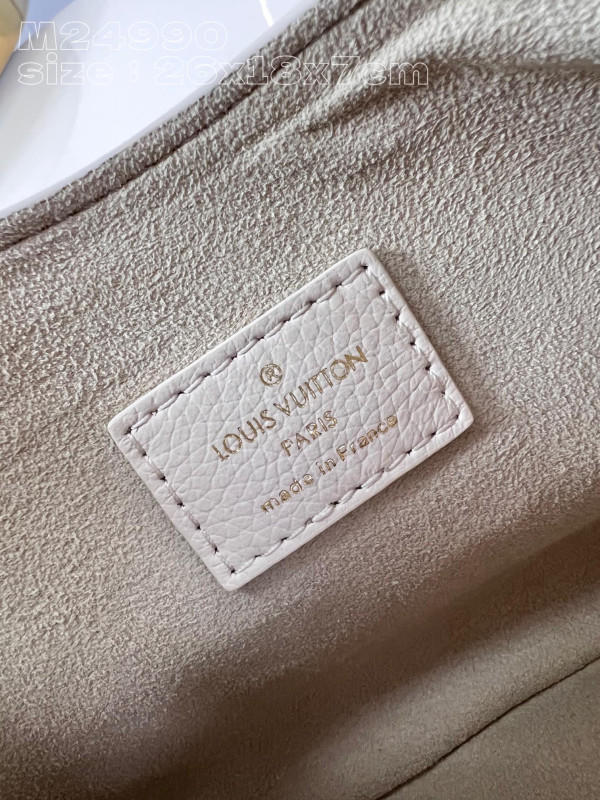 M24990
size : 26x18x7cm
®
LOUIS VUITTON
PARIS
made in France